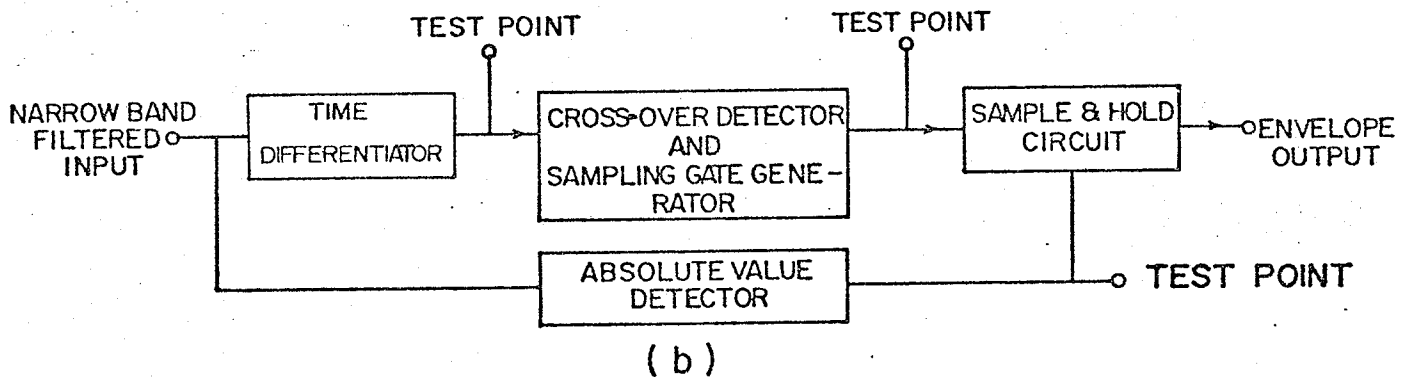 TEST POINT
TEST POINT
NARROW BAND
FILTERED
INPUT
TIME
DIFFERENTIATOR
CROSS-OVER DETECTOR
AND
SAMPLING GATE GENE-
RATOR
SAMPLE & HOLD
CIRCUIT
ENVELOPE
OUTPUT
ABSOLUTE VALUE
DETECTOR
TEST POINT
(b)